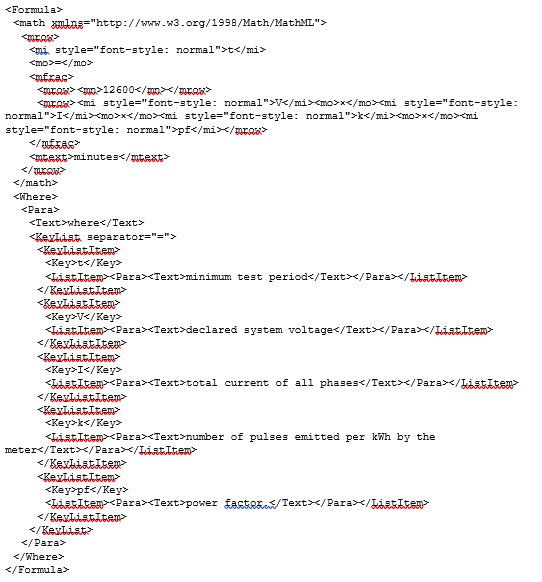 <Formula>
<math xmlns="http://www.w3.org/1998/Math/MathML">
<mrow>
<mi style="font-style: normal">t</mi>
<mo>=</mo>
<mfrac>
<mrow><mn>12600</mn></mrow>
<mrow><mi style="font-style: normal">V</mi><mo>×</mo><mi style="font-style:
normal">I</mi><mo>×</mo><mi style="font-style: normal">k</mi><mo>×</mo><mi
style="font-style: normal">pf</mi></mrow>
</mfrac>
<mtext>minutes</mtext>
</mrow>
</math>
<Where>
<Para>
<Text>where</Text>
<KeyList separator="=">
<KeyListItem>
<Key>t</Key>
<ListItem><Para><Text>minimum test period</Text></Para></ListItem>
</KeyListItem>
<KeyListItem>
<Key>V</Key>
<ListItem><Para><Text>declared system voltage</Text></Para></ListItem>
</KeyListItem>
<KeyListItem>
<Key>I</Key>
<ListItem><Para><Text>total current of all phases</Text></Para></ListItem>
</KeyListItem>
<KeyListItem>
<Key>k</Key>
<ListItem><Para><Text>number of pulses emitted per kWh by the
meter</Text></Para></ListItem>
</KeyListItem>
<KeyListItem>
<Key>pf</Key>
<ListItem><Para><Text>power factor.</Text></Para></ListItem>
</KeyListItem>
</KeyList>
</Para>
</Where>
</Formula>